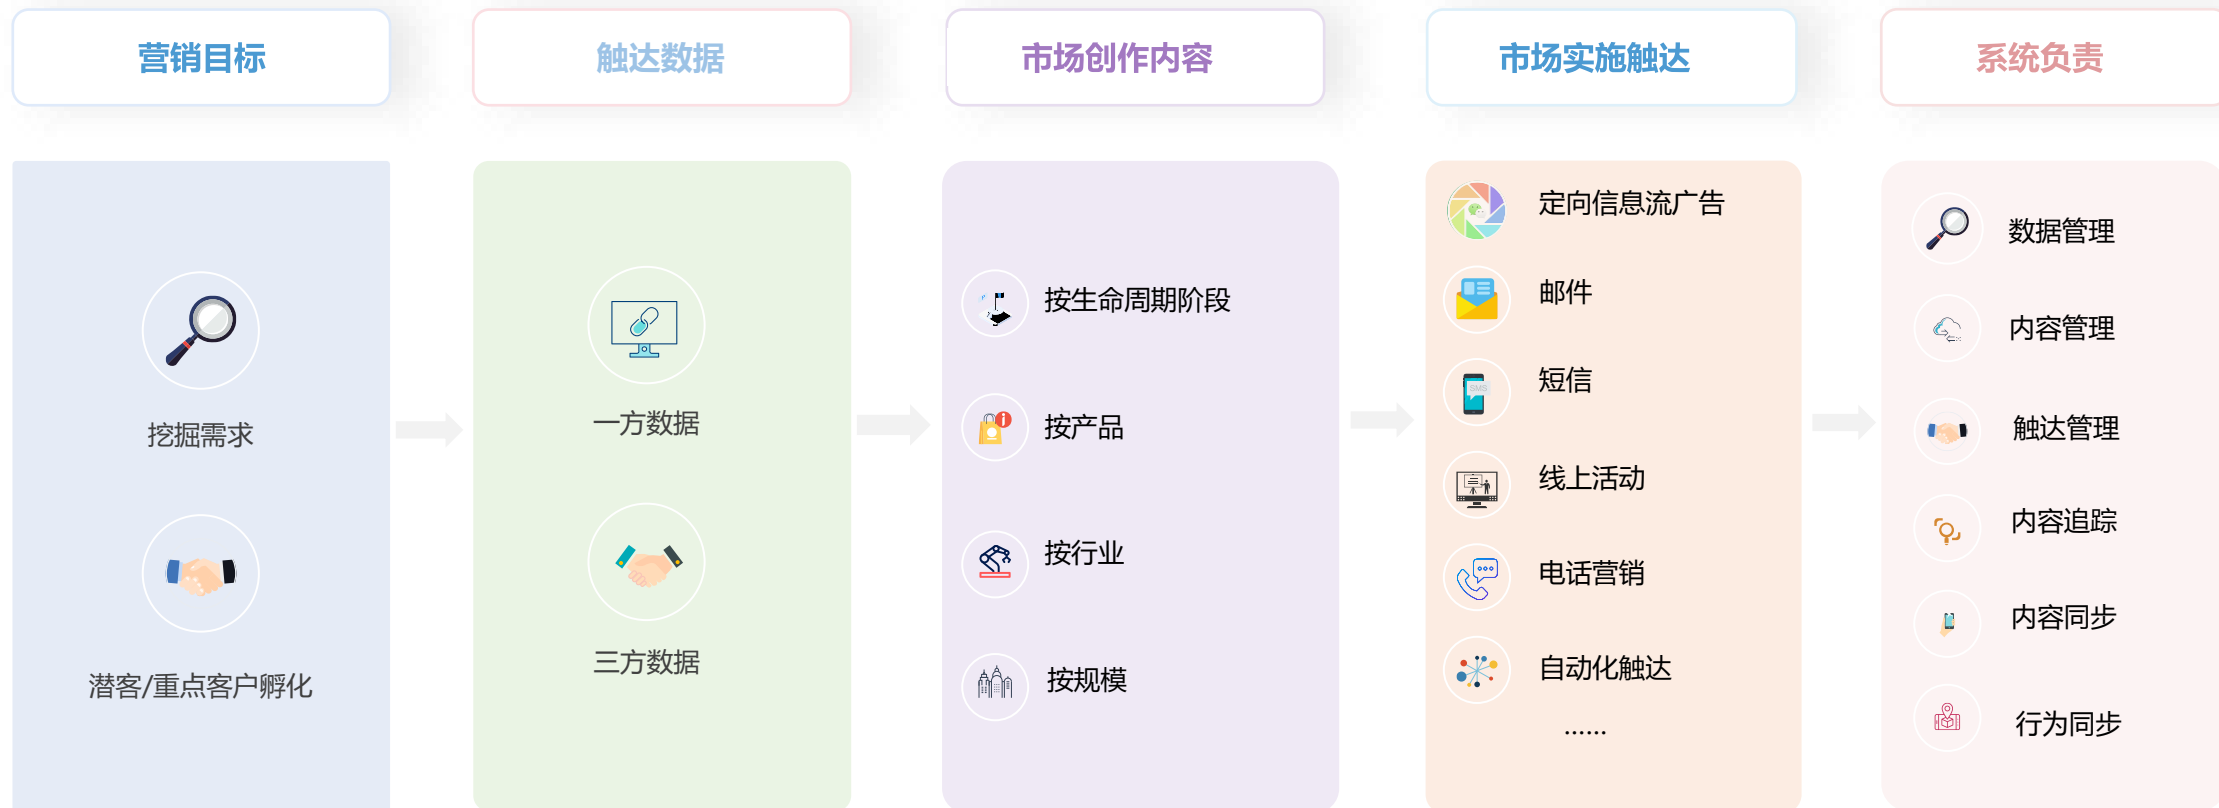 营销目标
触达数据
市场创作内容
市场实施触达
系统负责
挖掘需求
潜客/重点客户孵化
一方数据
三方数据
按生命周期阶段
按产品
按行业
按规模
定向信息流广告
邮件
SMS
短信
线上活动
电话营销
自动化触达
......
数据管理
内容管理
触达管理
内容追踪
内容同步
行为同步